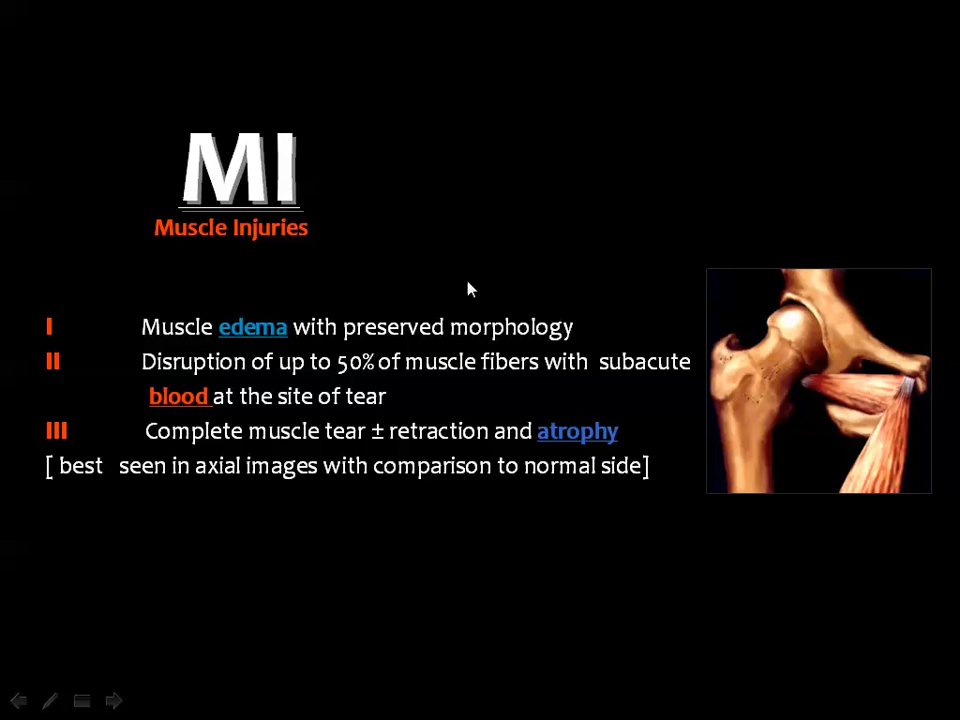 MI
Muscle Injuries
I Muscle edema with preserved morphology
II Disruption of up to 50% of muscle fibers with subacute
blood at the site of tear
III Complete muscle tear ± retraction and atrophy
[ best seen in axial images with comparison to normal side]